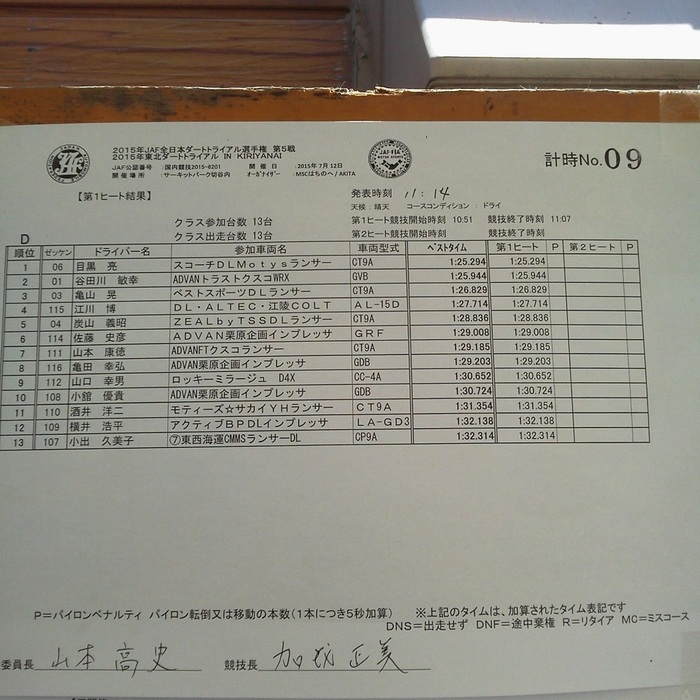 2015年JAF全日本ダートトライアル選手権 第5戦
2015年東北ダートトライアル IN KIRIYANAI
JAF公認番号 :国内競技2015-6201 開催日 :2015年7月12日
開催場所 :サーキットパーク切谷内 オーガナイザー :MSCはちのへ/AKITA
計時No.09
【第1ヒート結果】
発表時刻 11:14
天候:晴天 コースコンディション:ドライ
クラス参加台数 13台 第1ヒート競技開始時刻 10:51 競技終了時刻 11:07
クラス出走台数 13台 第2ヒート競技開始時刻 競技終了時刻
D
順位 ゼッケン ドライバー名 参加車両名 車両型式 ベストタイム 第1ヒート P 第2ヒート P
1 06 目黒 亮 スコーチDLMotysランサー CT9A 1:25.294 1:25.294
2 01 谷田川 敏幸 ADVANトラストクスコWRX GVB 1:25.944 1:25.944
3 03 亀山 晃 ベストスポーツDLランサー CT9A 1:26.829 1:26.829
4 115 江川 博 DL・ALTEC・江陵COLT AL-15D 1:27.714 1:27.714
5 04 炭山 義昭 ZEALbyTSSDLランサー CT9A 1:28.836 1:28.836
6 114 佐藤 史彦 ADVAN栗原企画インプレッサ GRF 1:29.008 1:29.008
7 111 山本 康徳 ADVANFTクスコランサー CT9A 1:29.185 1:29.185
8 116 亀田 幸弘 ADVAN栗原企画インプレッサ GDB 1:29.203 1:29.203
9 112 山口 幸男 ロッキーミラージュ D4X CC-4A 1:30.652 1:30.652
10 108 小舘 優貴 ADVAN栗原企画インプレッサ GDB 1:30.724 1:30.724
11 110 酒井 洋二 モティーズ☆サカイYHランサー CT9A 1:31.354 1:31.354
12 109 横井 浩平 アクティブBPDLインプレッサ LA-GD3 1:32.138 1:32.138
13 107 小出 久美子 ⑦東西海運CMMSランサーDL CP9A 1:32.314 1:32.314
P=パイロンペナルティ パイロン転倒又は移動の本数(1本につき5秒加算) ※上記のタイムは、加算されたタイム表記です
DNS=出走せず DNF=途中棄権 R=リタイア MC=ミスコース
委員長 山本 高史 競技長 正美